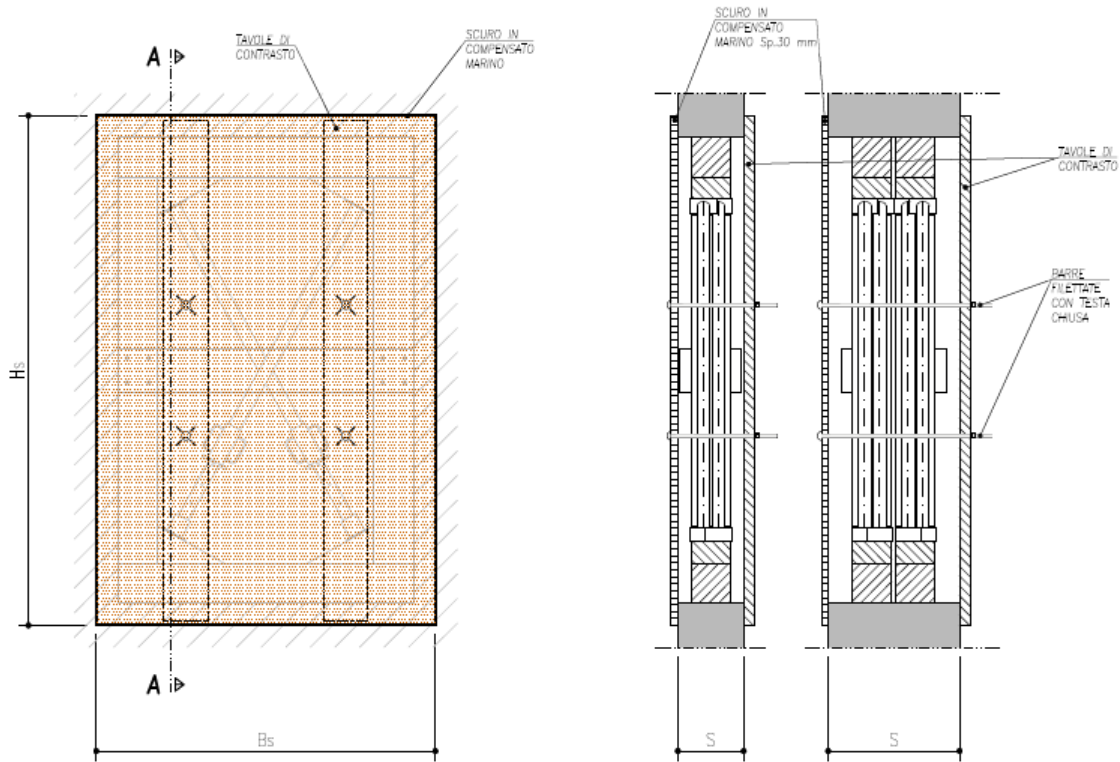 A
TAVOLE DI
CONTRASTO
SCURO IN
COMPENSATO
MARINO
SCURO IN
COMPENSATO
MARINO Sp.30 mm
TAVOLE DI
CONTRASTO
BARRE
FILETTATE
CON TESTA
CHIUSA
Hs
A
Bs
S
S